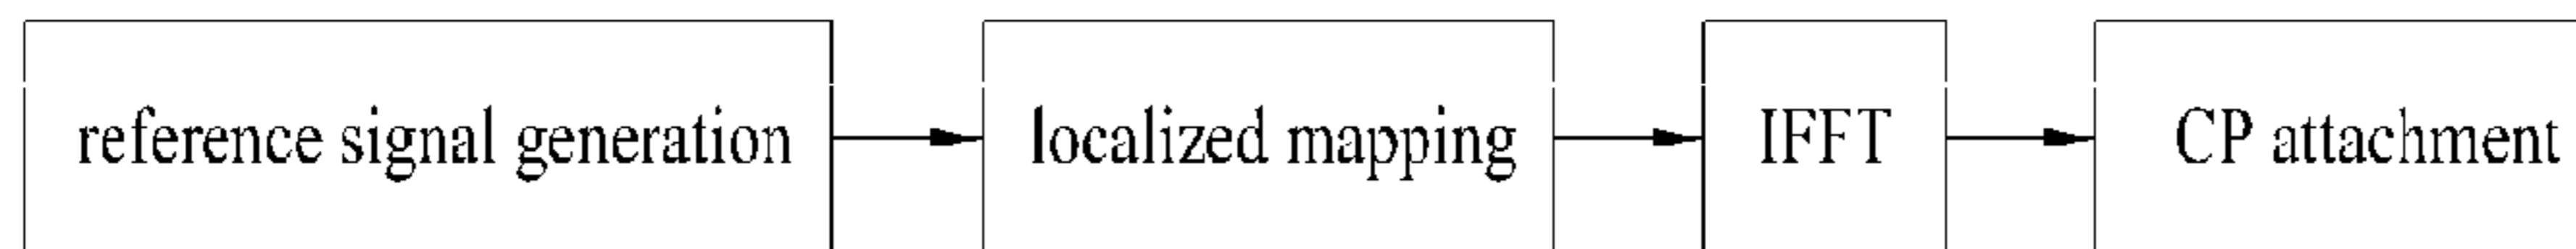 reference signal generation localized mapping IFFT CP attachment